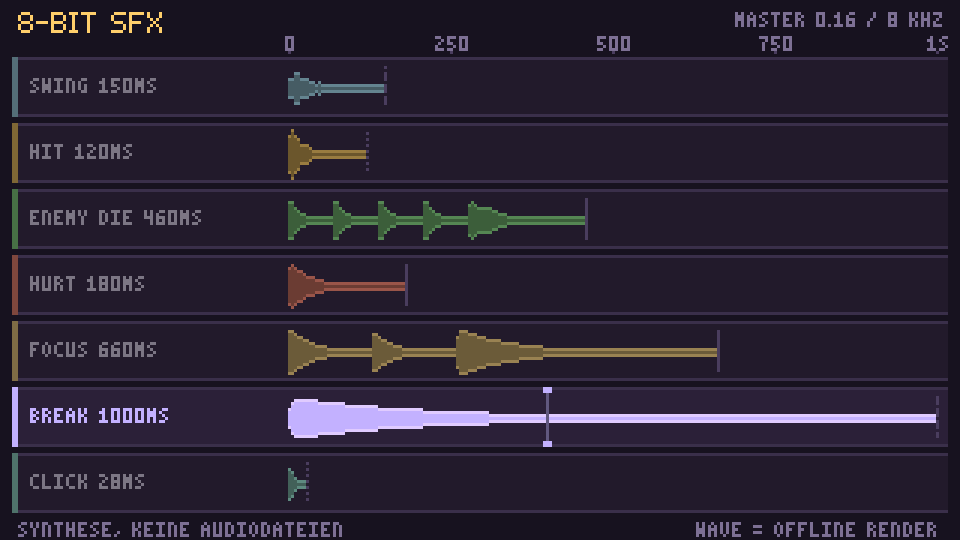 8-BIT SFX
MASTER 0.16 / 8 KHZ
0 250 500 750 1S
SWING 150MS
HIT 120MS
ENEMY DIE 460MS
HURT 180MS
FOCUS 660MS
BREAK 1000MS
CLICK 28MS
SYNTHESE, KEINE AUDIODATEIEN
WAVE = OFFLINE RENDER